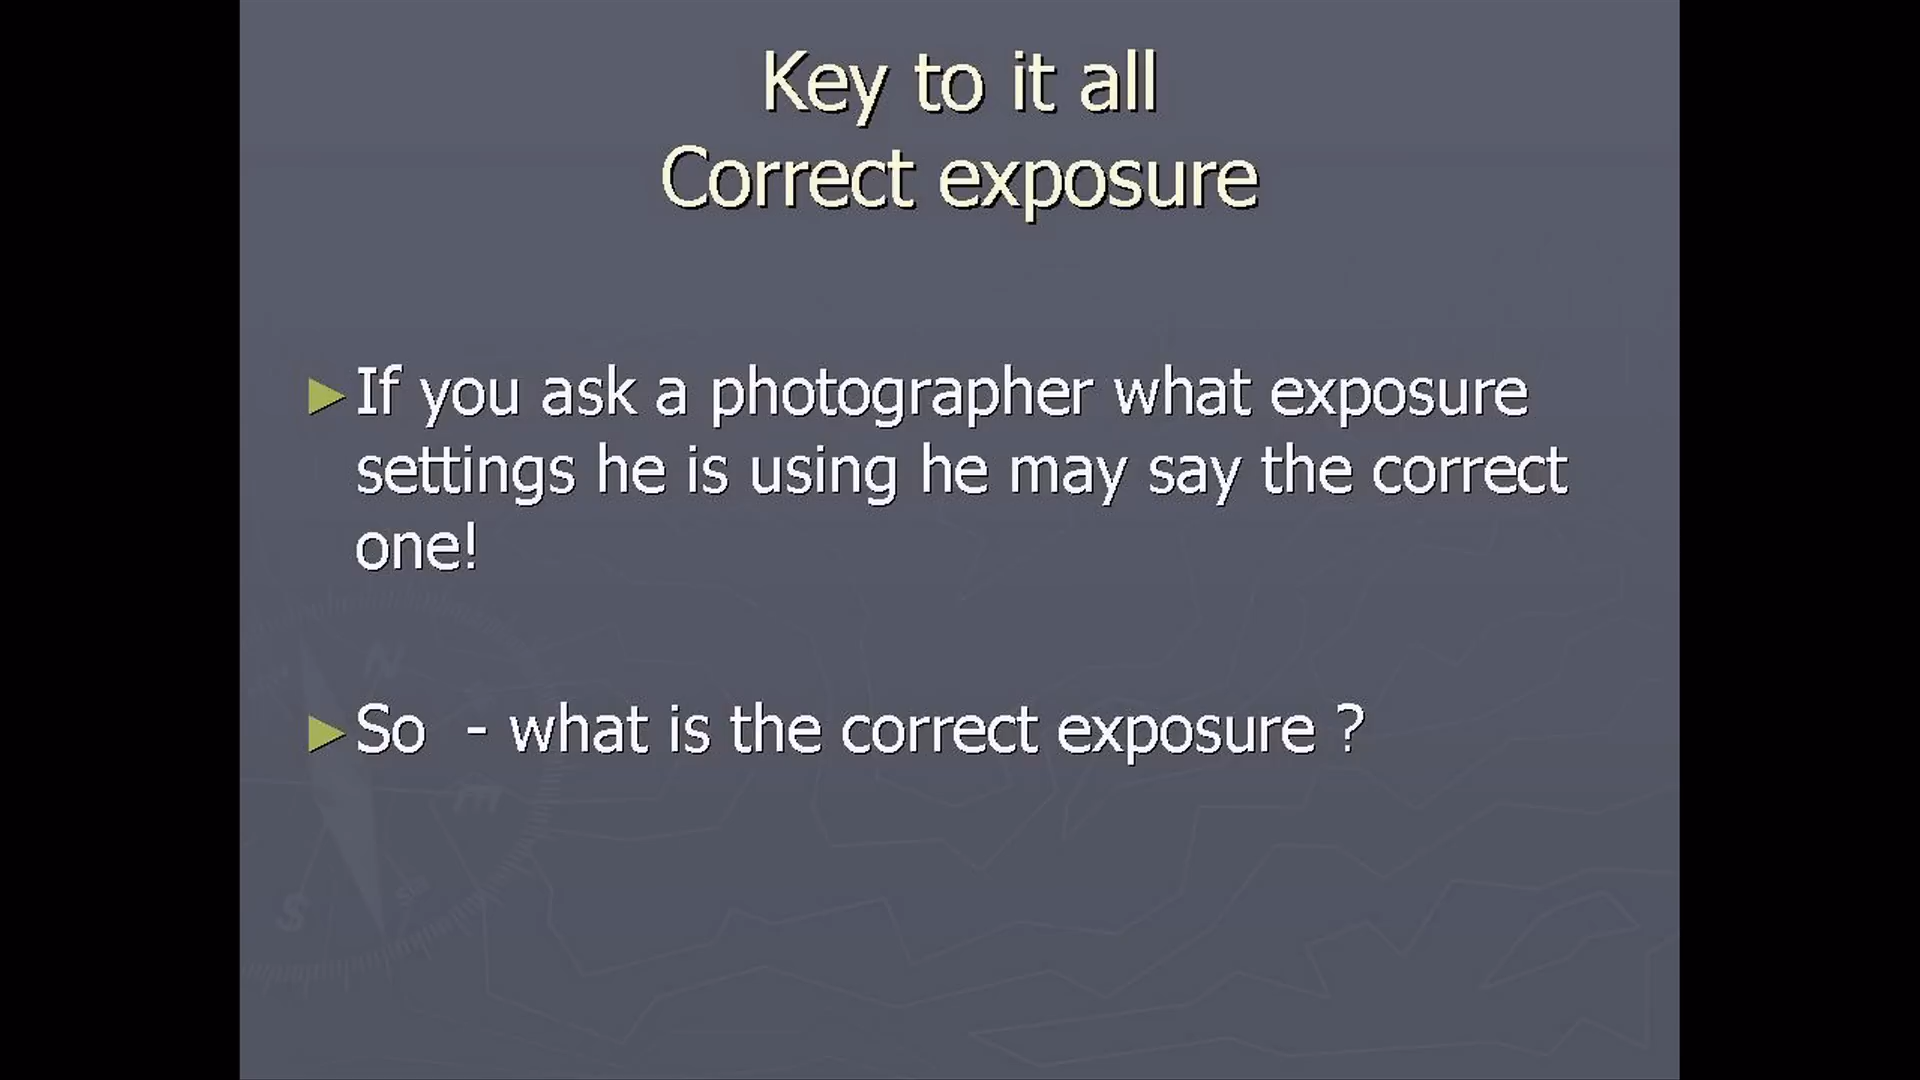 Key to it all
Correct exposure
►If you ask a photographer what exposure
settings he is using he may say the correct
one!
►So - what is the correct exposure ?
N
E
SE
S